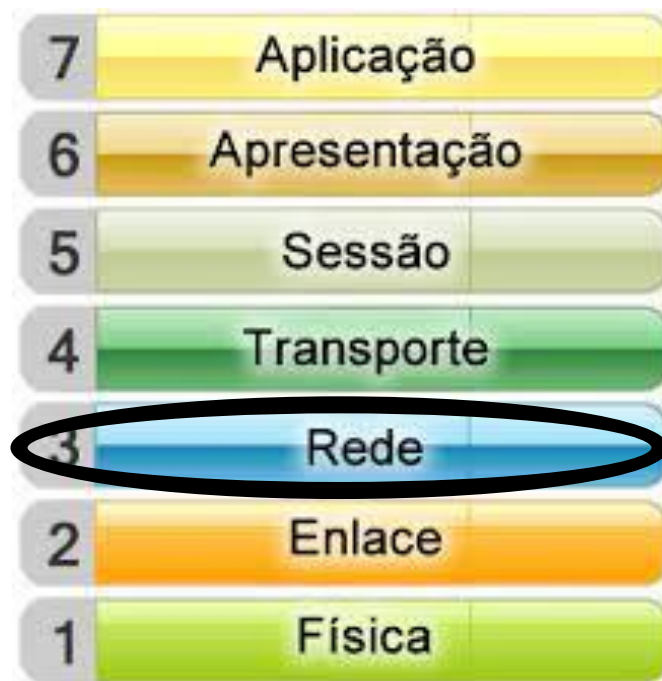 7 Aplicação
6 Apresentação
5 Sessão
4 Transporte
3 Rede
2 Enlace
1 Física